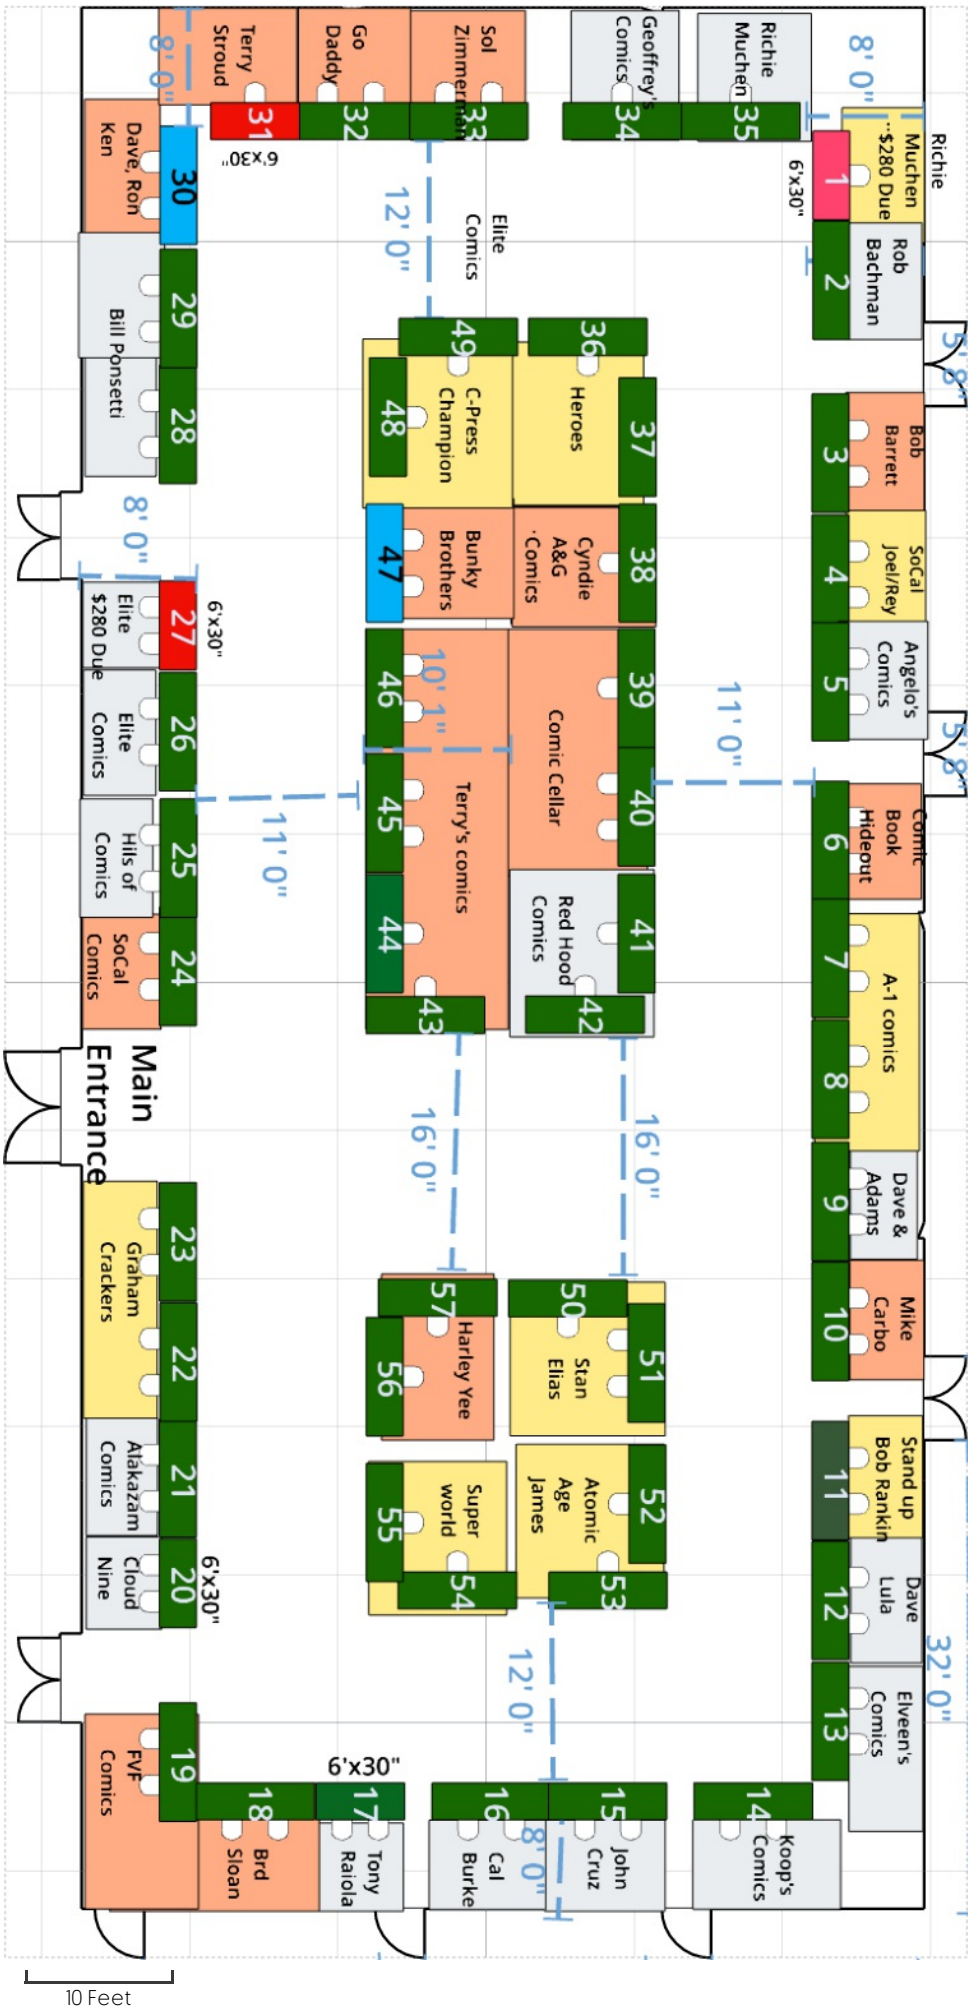 8' 0"
Terry
Stroud
31
6'x30"
Go
Daddy
32
Sol
Zimmerman
33
Geoffrey's
Comics
34
Richie
Muchen
35
8' 0"
Richie
Muchen
"$280 Due
1
6'x30"
Rob
Bachman
2
5' 8"
Dave, Ron
Ken
30
12' 0"
Elite
Comics
29
Bill Ponsetti
28
49
C-Press
Champion
48
36
Heroes
37
Bob
Barrett
3
SoCal
Joel/Rey
4
Angelo's
Comics
5
5' 8"
8' 0"
27
6'x30"
Elite
$280 Due
26
Elite
Comics
25
Hils of
Comics
24
SoCal
Comics
11' 0"
47
Bunky
Brothers
38
Cyndie
A&G
'Comics
46
10' 1"
45
Terry's comics
44
43
39
Comic Cellar
40
41
Red Hood
Comics
42
11' 0"
Comic
Book
Hideout
6
7
A-1 comics
8
Dave &
Adams
9
Mike
Carbo
10
Main
Entrance
16' 0"
16' 0"
23
Graham
Crackers
22
21
Alakazam
Comics
20
Cloud
Nine
6'x30"
57
Harley Yee
56
50
Stan
Elias
51
55
Super
world
54
52
Atomic
Age
James
53
Stand up
Bob Rankin
11
Dave
Lula
12
Elveen's
Comics
13
32' 0"
12' 0"
19
FVF
Comics
18
Brd
Sloan
6'x30"
17
Tony
Raiola
16
Cal
Burke
8' 0"
15
John
Cruz
14
Koop's
Comics
10 Feet